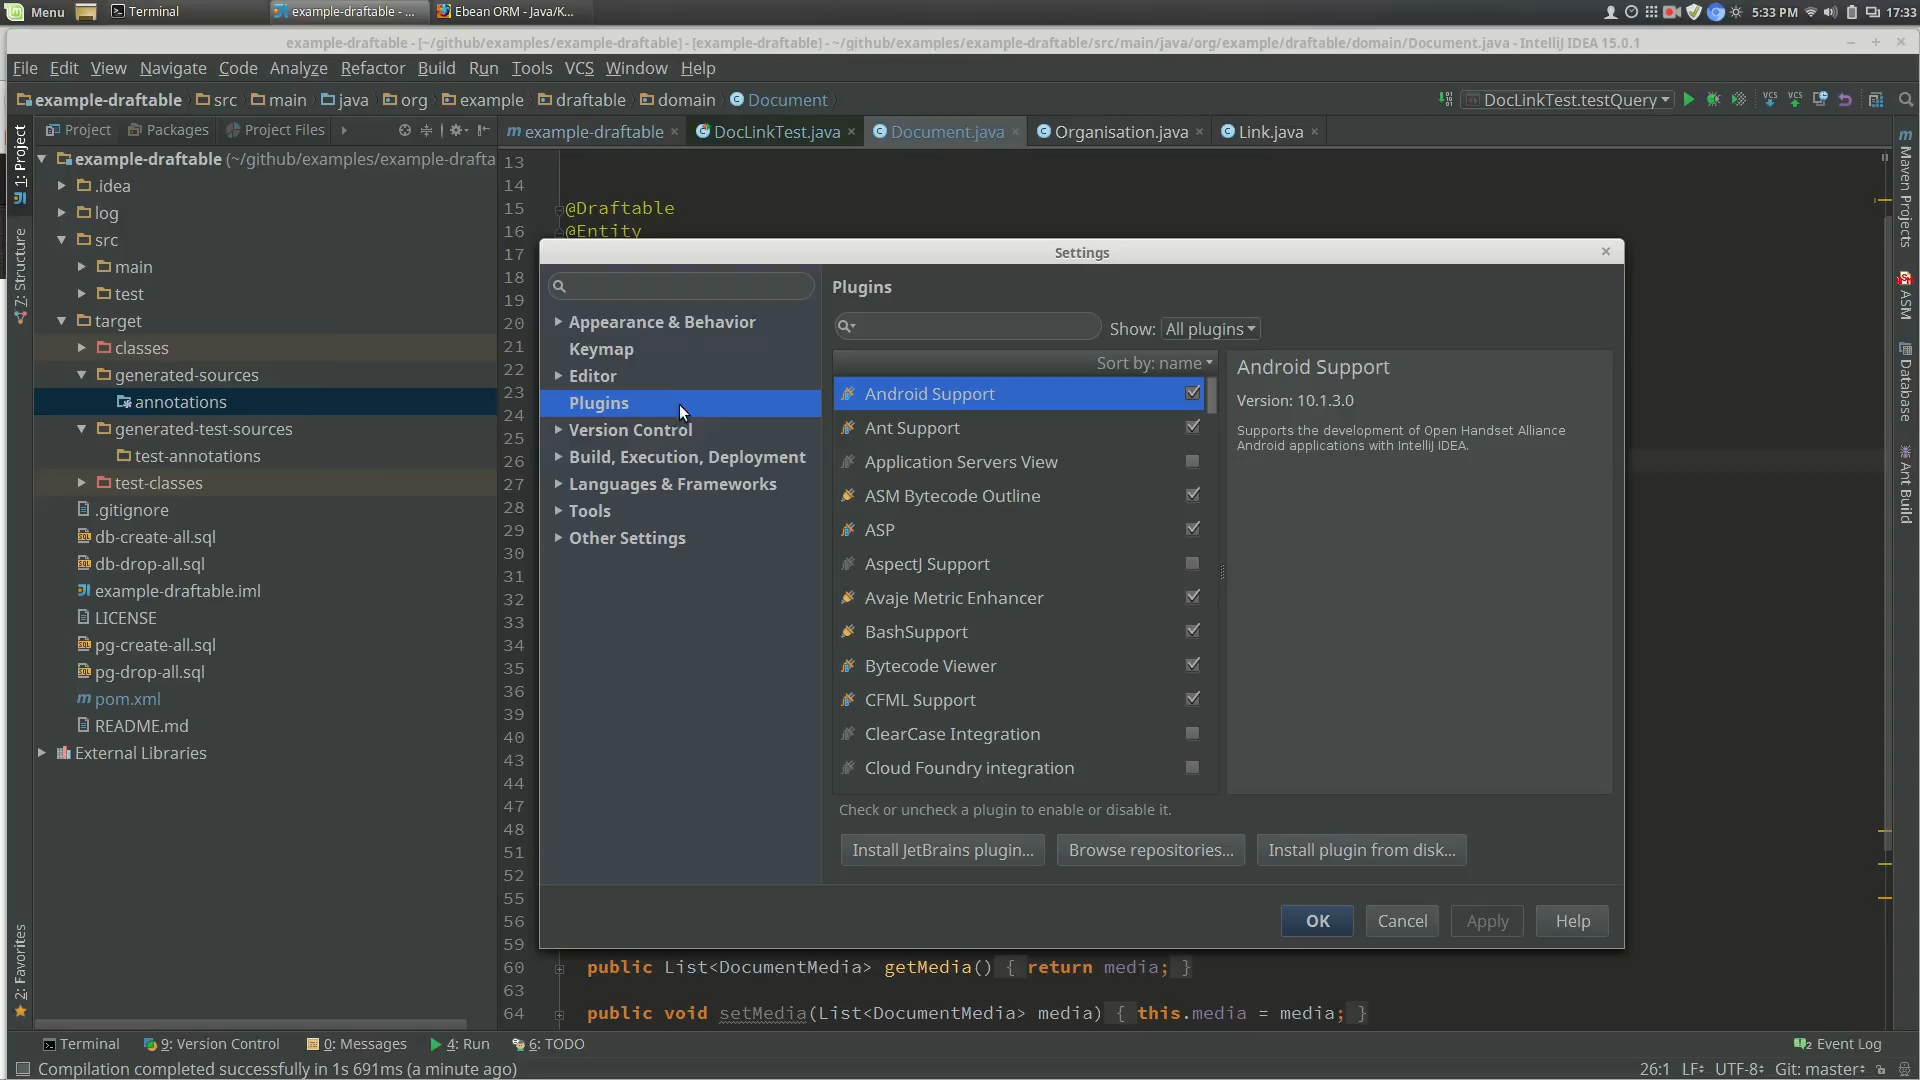 Menu
Terminal
example-draftable - ...
Ebean ORM - Java/K...
5:33 PM
17:33
example-draftable - [~/github/examples/example-draftable] - [example-draftable] - ~/github/examples/example-draftable/src/main/java/org/example/draftable/domain/Document.java - IntelliJ IDEA 15.0.1
File Edit View Navigate Code Analyze Refactor Build Run Tools VCS Window Help
example-draftable src main java org example draftable domain Document
DocLinkTest.testQuery
VCS VCS
Project Packages Project Files
example-draftable DocLinkTest.java Document.java Organisation.java Link.java
1: Project
7: Structure
2: Favorites
example-draftable (~/github/examples/example-drafta
.idea
log
src
main
test
target
classes
generated-sources
annotations
generated-test-sources
test-annotations
test-classes
.gitignore
db-create-all.sql
db-drop-all.sql
example-draftable.iml
LICENSE
pg-create-all.sql
pg-drop-all.sql
pom.xml
README.md
External Libraries
13
14
15 @Draftable
16 @Entity
17
18
19
20
21
22
23
24
25
26
27
28
29
30
31
32
33
34
35
36
39
40
43
44
47
48
51
52
55
56
59
60 public List<DocumentMedia> getMedia() { return media; }
63
64 public void setMedia(List<DocumentMedia> media) { this.media = media; }
Settings
Appearance & Behavior
Keymap
Editor
Plugins
Version Control
Build, Execution, Deployment
Languages & Frameworks
Tools
Other Settings
Plugins
Show: All plugins
Sort by: name
Android Support
Ant Support
Application Servers View
ASM Bytecode Outline
ASP
AspectJ Support
Avaje Metric Enhancer
BashSupport
Bytecode Viewer
CFML Support
ClearCase Integration
Cloud Foundry integration
Android Support
Version: 10.1.3.0
Supports the development of Open Handset Alliance
Android applications with IntelliJ IDEA.
Check or uncheck a plugin to enable or disable it.
Install JetBrains plugin... Browse repositories... Install plugin from disk...
OK Cancel Apply Help
Maven Projects
ASM
Database
Ant Build
Terminal 9: Version Control 0: Messages 4: Run 6: TODO
2 Event Log
Compilation completed successfully in 1s 691ms (a minute ago)
26:1 LF UTF-8 Git: master